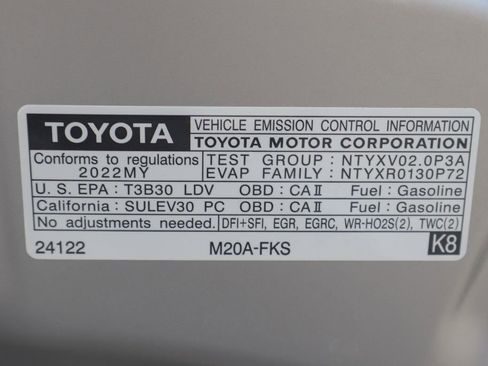 TOYOTA VEHICLE EMISSION CONTROL INFORMATION
TOYOTA MOTOR CORPORATION
Conforms to regulations TEST GROUP : NTYXV02.0P3A
2022MY EVAP FAMILY : NTYXR0130P72
U. S. EPA : T3B30 LDV OBD : CAⅡ Fuel : Gasoline
California : SULEV30 PC OBD : CAⅡ Fuel : Gasoline
No adjustments needed. DFI+SFI, EGR, EGRC, WR-HO2S(2), TWC(2)
24122 M20A-FKS K8